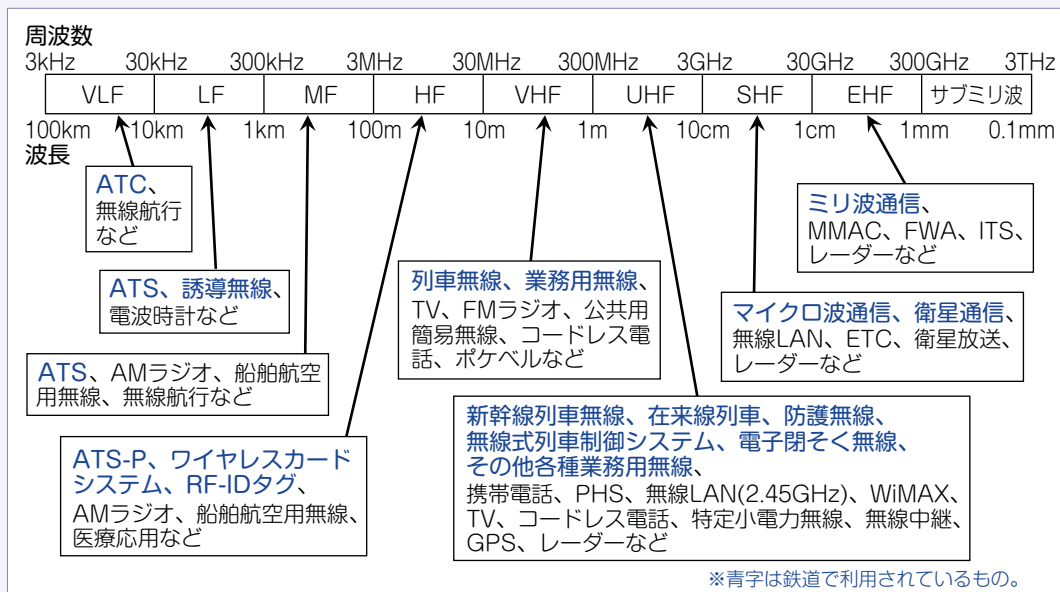 周波数
3kHz 30kHz 300kHz 3MHz 30MHz 300MHz 3GHz 30GHz 300GHz 3THz
VLF LF MF HF VHF UHF SHF EHF サブミリ波
100km 10km 1km 100m 10m 1m 10cm 1cm 1mm 0.1mm
波長
ATC、
無線航行
など
ATS、誘導無線、
電波時計など
ATS、AMラジオ、船舶航空
用無線、無線航行など
ATS-P、ワイヤレスカード
システム、RF-IDタグ、
AMラジオ、船舶航空用無線、
医療応用など
列車無線、業務用無線、
TV、FMラジオ、公共用
簡易無線、コードレス電
話、ポケベルなど
新幹線列車無線、在来線列車、防護無線、
無線式列車制御システム、電子閉そく無線、
その他各種業務用無線、
携帯電話、PHS、無線LAN(2.45GHz)、WiMAX、
TV、コードレス電話、特定小電力無線、無線中継、
GPS、レーダーなど
マイクロ波通信、衛星通信、
無線LAN、ETC、衛星放送、
レーダーなど
ミリ波通信、
MMAC、FWA、ITS、
レーダーなど
※青字は鉄道で利用されているもの。